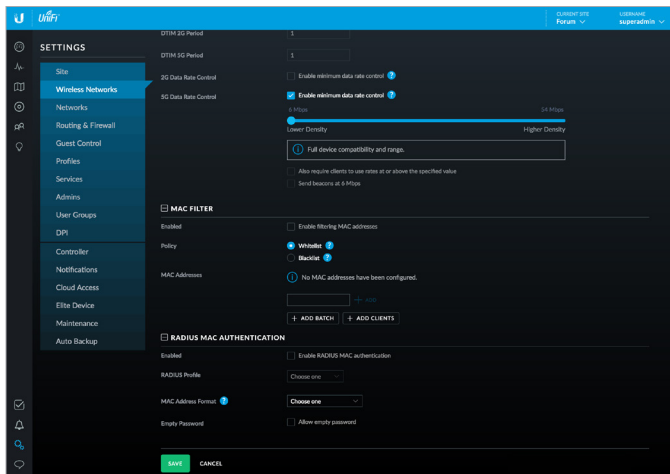 UniFi
CURRENT SITE
Forum
USERNAME
superadmin
SETTINGS
Site
Wireless Networks
Networks
Routing & Firewall
Guest Control
Profiles
Services
Admins
User Groups
DPI
Controller
Notifications
Cloud Access
Elite Device
Maintenance
Auto Backup
DTIM 2G Period 1
DTIM 5G Period 1
2G Data Rate Control Enable minimum data rate control ?
5G Data Rate Control Enable minimum data rate control ?
6 Mbps 54 Mbps
Lower Density Higher Density
Full device compatibility and range.
Also require clients to use rates at or above the specified value
Send beacons at 6 Mbps
MAC FILTER
Enabled Enable filtering MAC addresses
Policy Whitelist ?
Blacklist ?
MAC Addresses No MAC addresses have been configured.
+ ADD
+ ADD BATCH + ADD CLIENTS
RADIUS MAC AUTHENTICATION
Enabled Enable RADIUS MAC authentication
RADIUS Profile Choose one
MAC Address Format ? Choose one
Empty Password Allow empty password
SAVE CANCEL